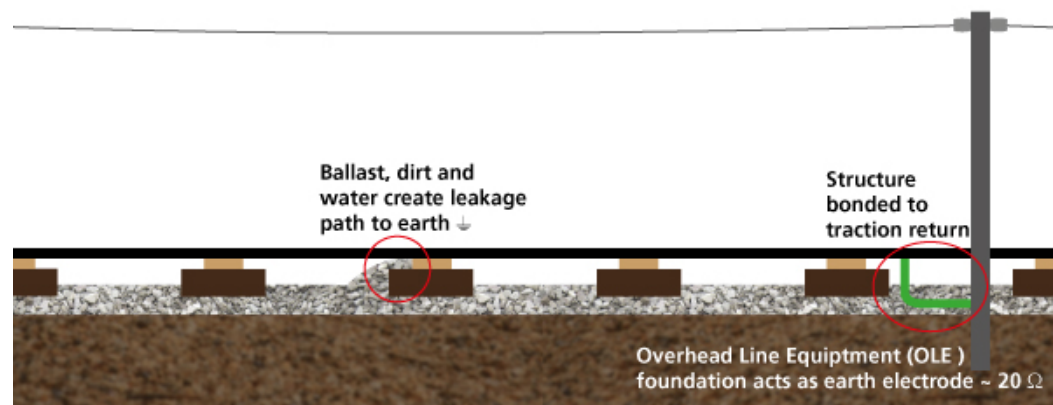 Ballast, dirt and
water create leakage
path to earth ⏚
Structure
bonded to
traction return
Overhead Line Equiptment (OLE )
foundation acts as earth electrode ~ 20 Ω